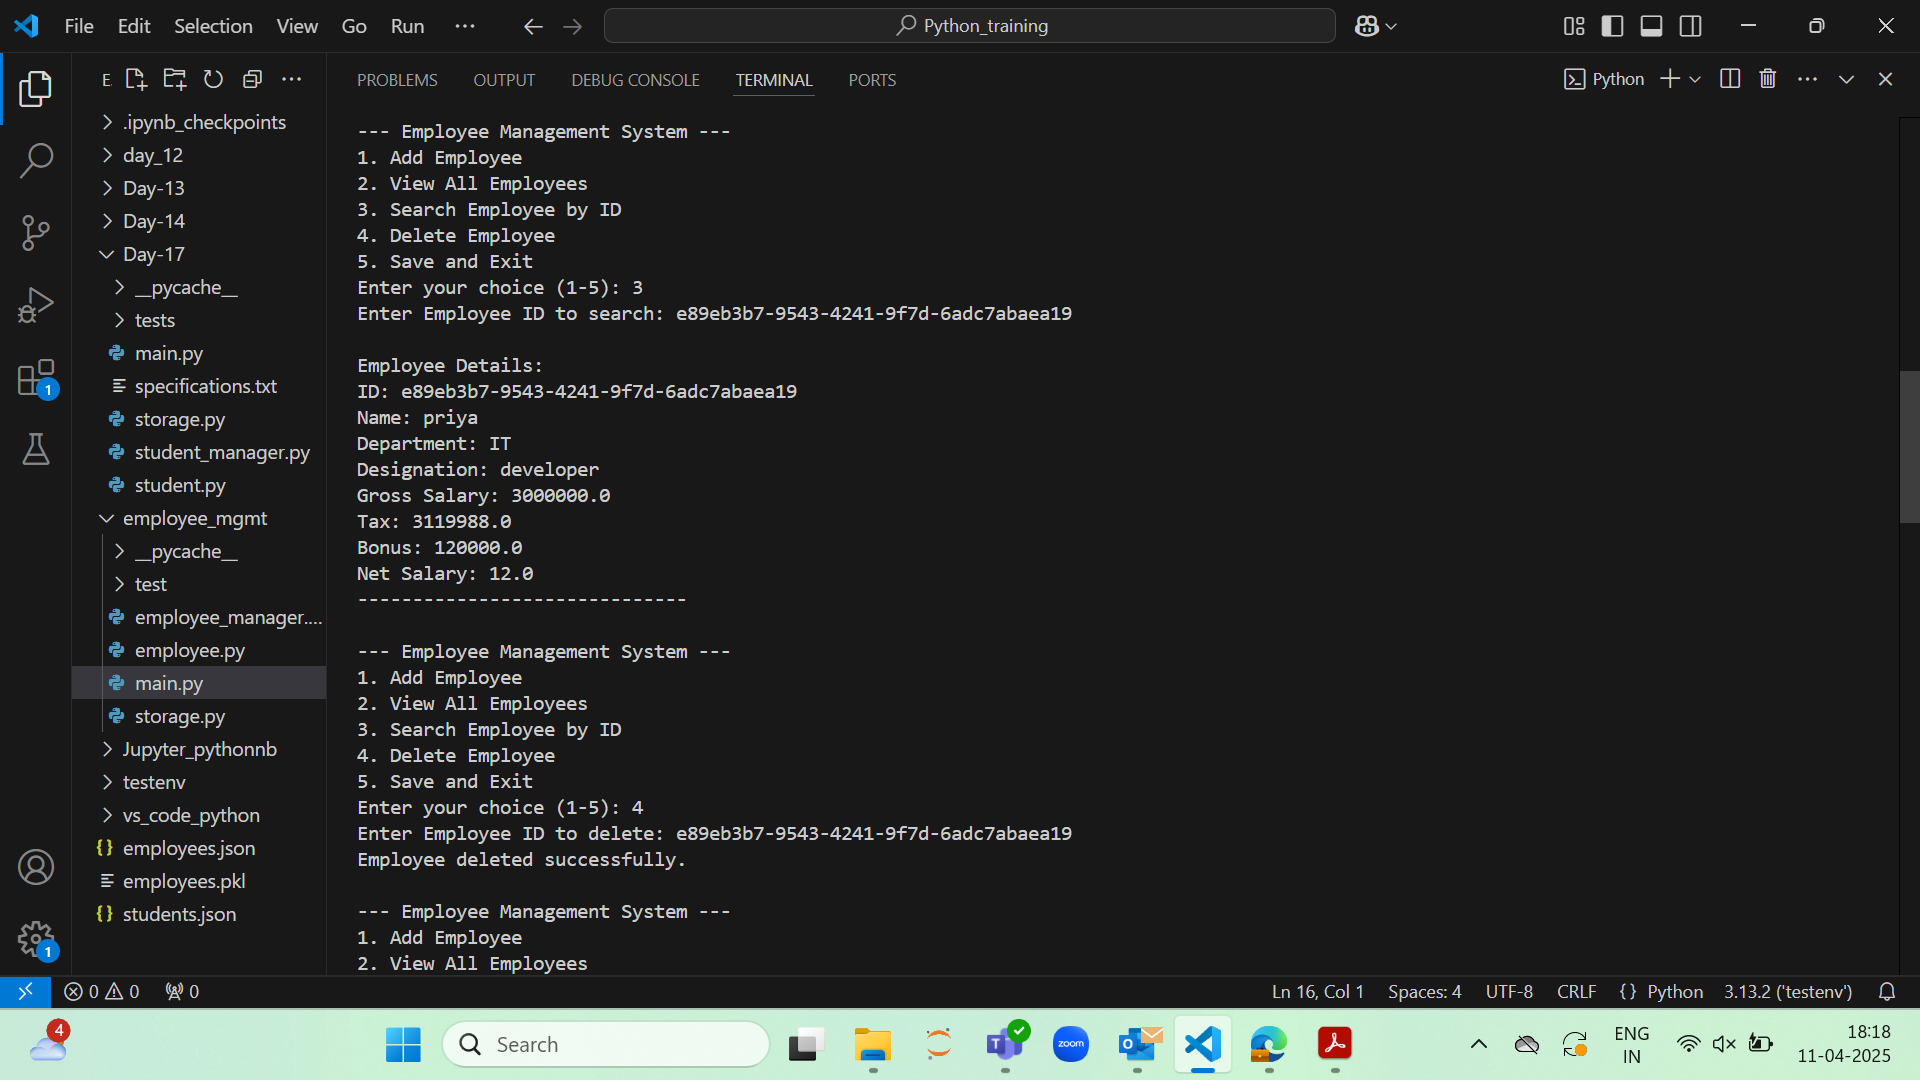 File Edit Selection View Go Run ...
Python_training
E
.ipynb_checkpoints
day_12
Day-13
Day-14
Day-17
__pycache__
tests
main.py
specifications.txt
storage.py
student_manager.py
student.py
employee_mgmt
__pycache__
test
employee_manager....
employee.py
main.py
storage.py
Jupyter_pythonnb
testenv
vs_code_python
{} employees.json
employees.pkl
{} students.json
1
1
PROBLEMS OUTPUT DEBUG CONSOLE TERMINAL PORTS
Python
--- Employee Management System ---
1. Add Employee
2. View All Employees
3. Search Employee by ID
4. Delete Employee
5. Save and Exit
Enter your choice (1-5): 3
Enter Employee ID to search: e89eb3b7-9543-4241-9f7d-6adc7abaea19
Employee Details:
ID: e89eb3b7-9543-4241-9f7d-6adc7abaea19
Name: priya
Department: IT
Designation: developer
Gross Salary: 3000000.0
Tax: 3119988.0
Bonus: 120000.0
Net Salary: 12.0
------------------------------
--- Employee Management System ---
1. Add Employee
2. View All Employees
3. Search Employee by ID
4. Delete Employee
5. Save and Exit
Enter your choice (1-5): 4
Enter Employee ID to delete: e89eb3b7-9543-4241-9f7d-6adc7abaea19
Employee deleted successfully.
--- Employee Management System ---
1. Add Employee
2. View All Employees
0 0 0 Ln 16, Col 1 Spaces: 4 UTF-8 CRLF {} Python 3.13.2 ('testenv')
4
Search
T
zoom
O
ENG
IN
18:18
11-04-2025